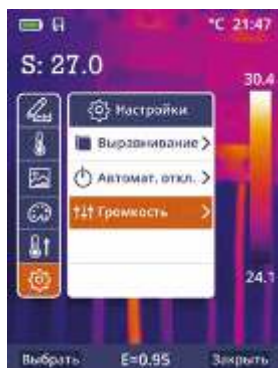 °C 21:47
S: 27.0
30.4
Настройки
Выравнивание
Автомат. откл.
Громкость
24.1
Выбрать E=0.95 Закрыть